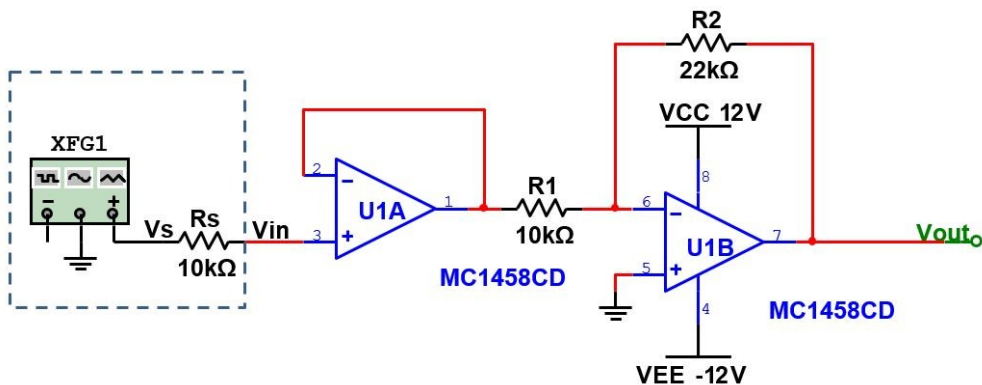 R2
22kΩ
VCC 12V
XFG1
8
2
R1
1
6
U1A
7
Vs
Rs
Vin
Vout
U1B
3
10kΩ
10kΩ
5
MC1458CD
4
MC1458CD
VEE -12V